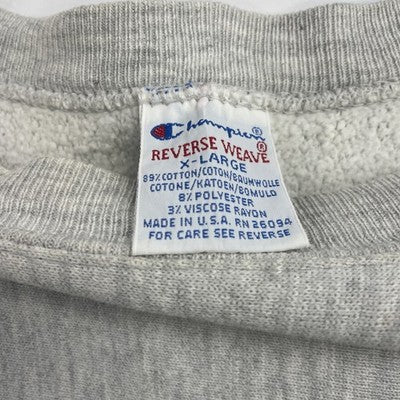 Champion®
REVERSE WEAVE®
X-LARGE
89% COTTON/COTON/BAUMWOLLE
COTONE/KATOEN/BOMULD
8% POLYESTER
3% VISCOSE RAYON
MADE IN U.S.A. RN 26094
FOR CARE SEE REVERSE